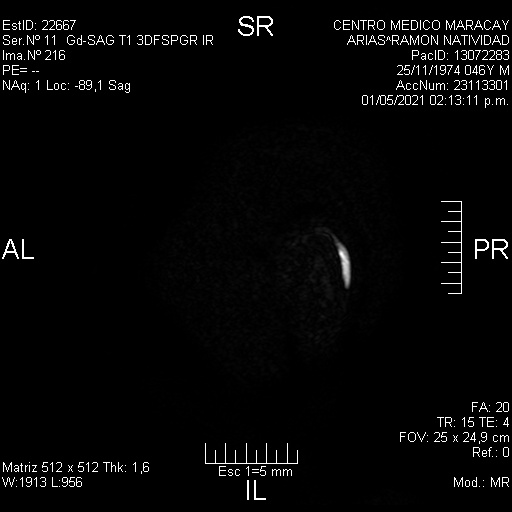 EstID: 22667
Ser.Nº 11 Gd-SAG T1 3DFSPGR IR
Ima.Nº 216
PE= --
NAq: 1 Loc: -89,1 Sag
SR
CENTRO MEDICO MARACAY
ARIAS^RAMON NATIVIDAD
PacID: 13072283
25/11/1974 046Y M
AccNum: 23113301
01/05/2021 02:13:11 p.m.
AL
PR
Matriz 512 x 512 Thk: 1,6
W:1913 L:956
Esc 1=5 mm
IL
FA: 20
TR: 15 TE: 4
FOV: 25 x 24,9 cm
Ref.: 0
Mod.: MR